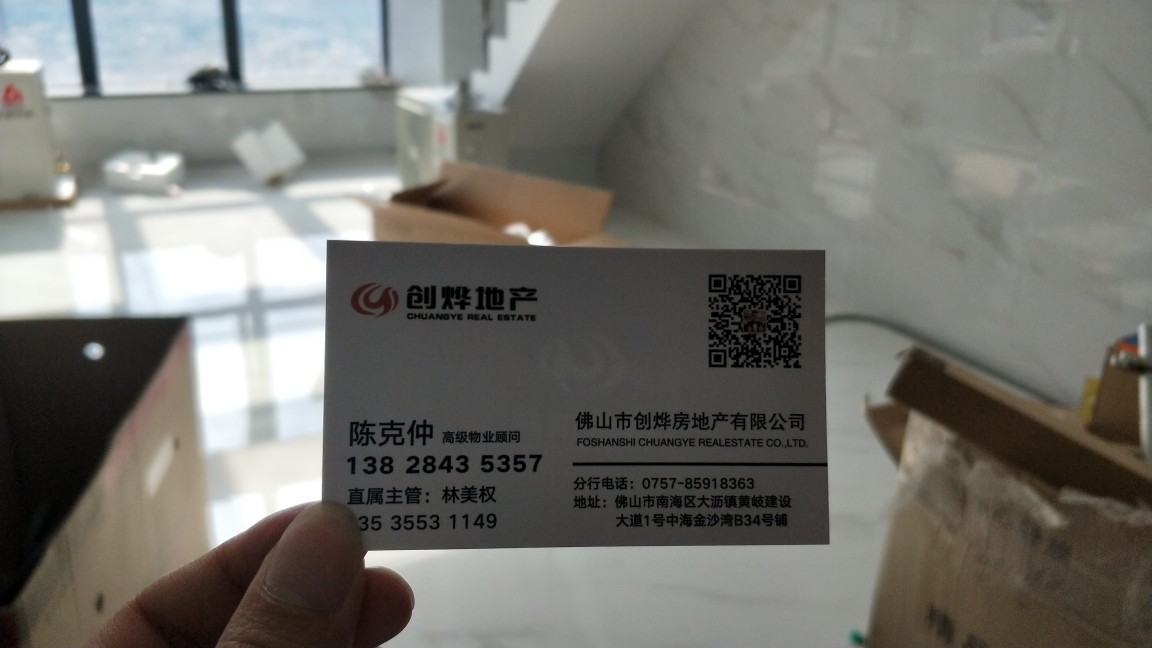 创烨地产
CHUANGYE REAL ESTATE
陈克仲 高级物业顾问
138 2843 5357
直属主管：林美权
35 3553 1149
佛山市创烨房地产有限公司
FOSHANSHI CHUANGYE REALESTATE CO.,LTD.
分行电话：0757-85918363
地址：佛山市南海区大沥镇黄岐建设
大道1号中海金沙湾B34号铺